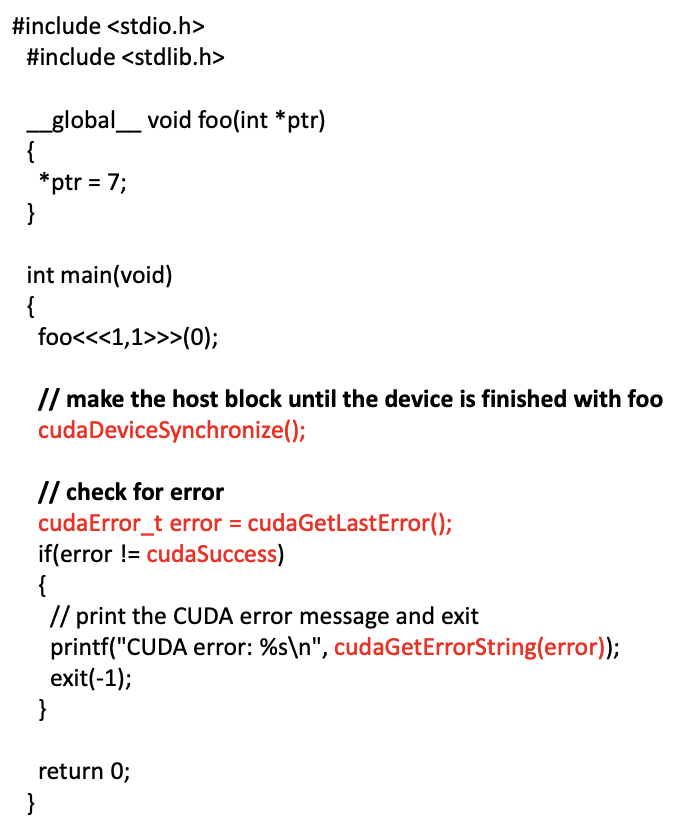 #include <stdio.h>
#include <stdlib.h>
__global__ void foo(int *ptr)
{
*ptr = 7;
}
int main(void)
{
foo<<<1,1>>>(0);
// make the host block until the device is finished with foo
cudaDeviceSynchronize();
// check for error
cudaError_t error = cudaGetLastError();
if(error != cudaSuccess)
{
// print the CUDA error message and exit
printf("CUDA error: %s\n", cudaGetErrorString(error));
exit(-1);
}
return 0;
}